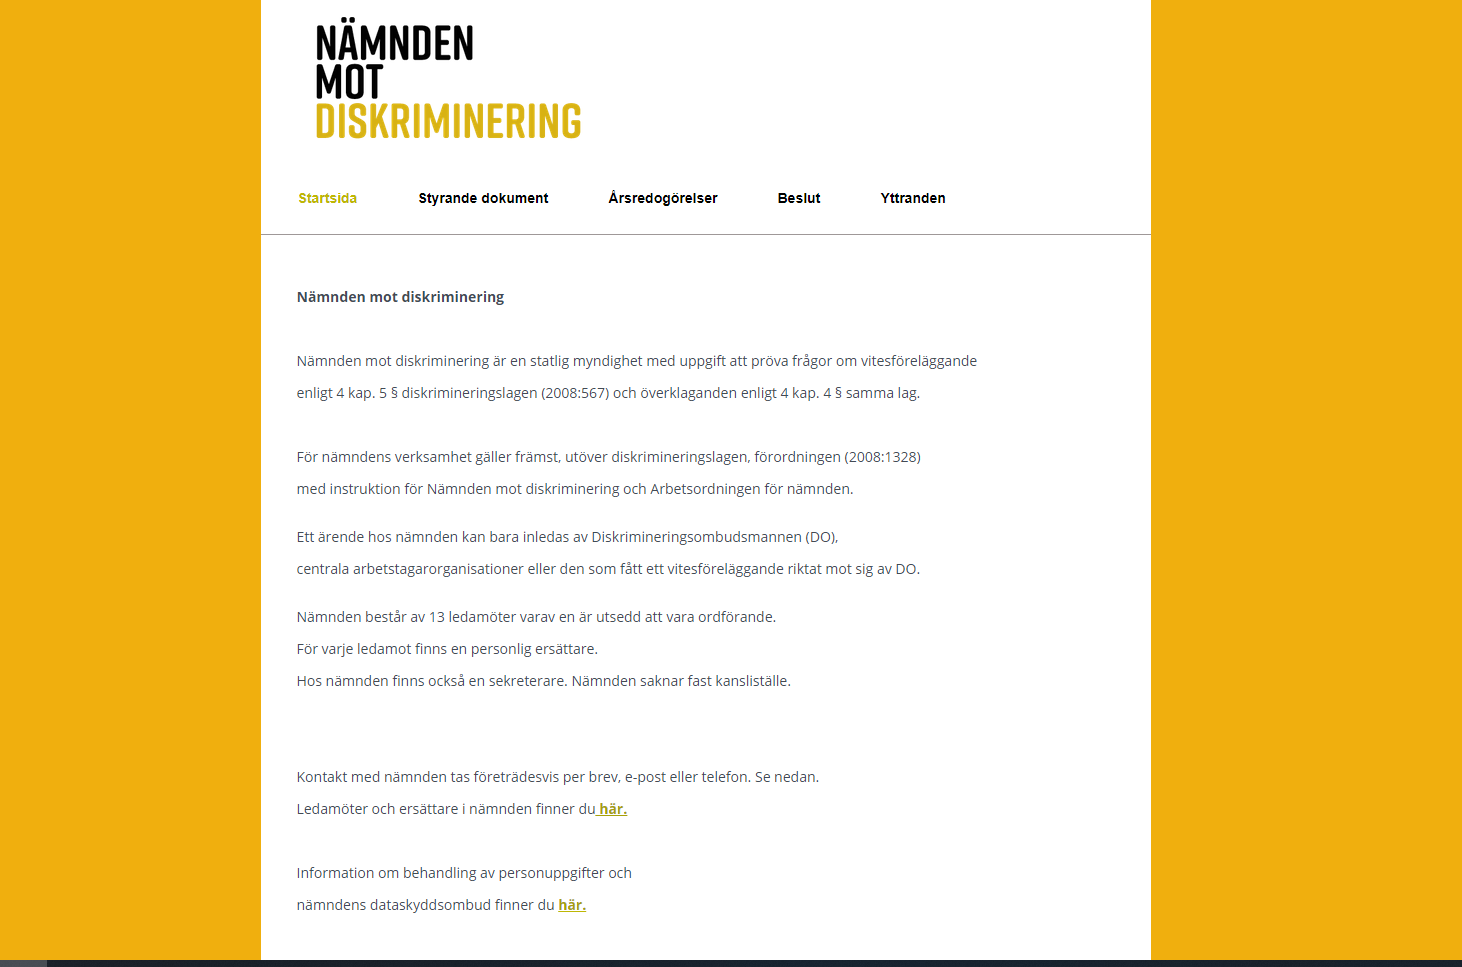 NÄMNDEN
MOT
DISKRIMINERING
Startsida Styrande dokument Årsredogörelser Beslut Yttranden
Nämnden mot diskriminering
Nämnden mot diskriminering är en statlig myndighet med uppgift att pröva frågor om vitesföreläggande
enligt 4 kap. 5 § diskrimineringslagen (2008:567) och överklaganden enligt 4 kap. 4 § samma lag.
För nämndens verksamhet gäller främst, utöver diskrimineringslagen, förordningen (2008:1328)
med instruktion för Nämnden mot diskriminering och Arbetsordningen för nämnden.
Ett ärende hos nämnden kan bara inledas av Diskrimineringsombudsmannen (DO),
centrala arbetstagarorganisationer eller den som fått ett vitesföreläggande riktat mot sig av DO.
Nämnden består av 13 ledamöter varav en är utsedd att vara ordförande.
För varje ledamot finns en personlig ersättare.
Hos nämnden finns också en sekreterare. Nämnden saknar fast kansliställe.
Kontakt med nämnden tas företrädesvis per brev, e-post eller telefon. Se nedan.
Ledamöter och ersättare i nämnden finner du här.
Information om behandling av personuppgifter och
nämndens dataskyddsombud finner du här.